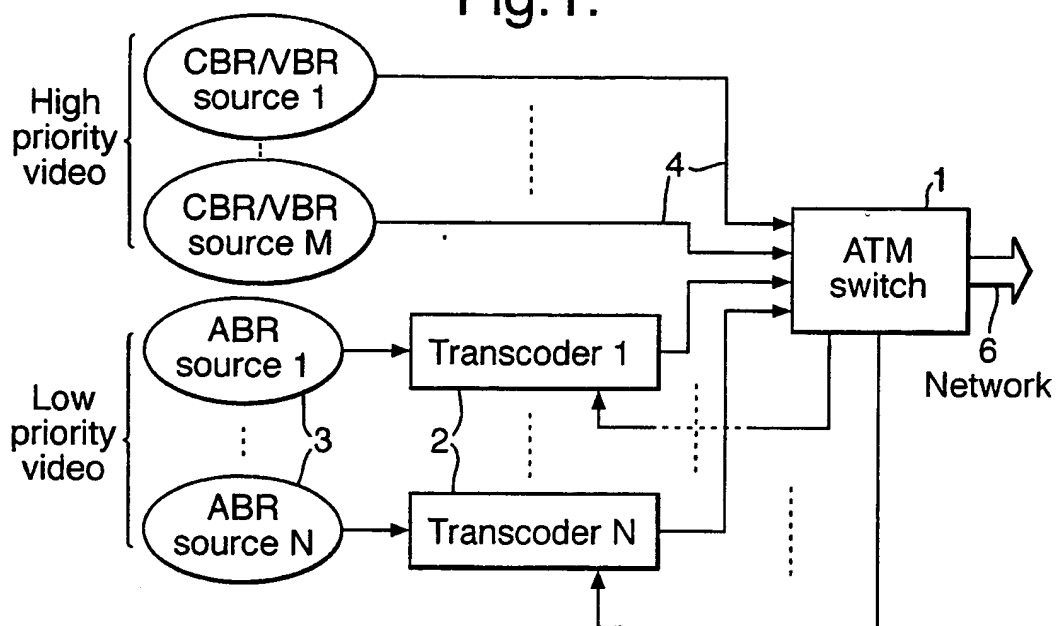 Fig.1.
High
priority
video
CBR/VBR
source 1
CBR/VBR
source M
4
1
ATM
switch
6
Network
Low
priority
video
ABR
source 1
3
ABR
source N
Transcoder 1
2
Transcoder N